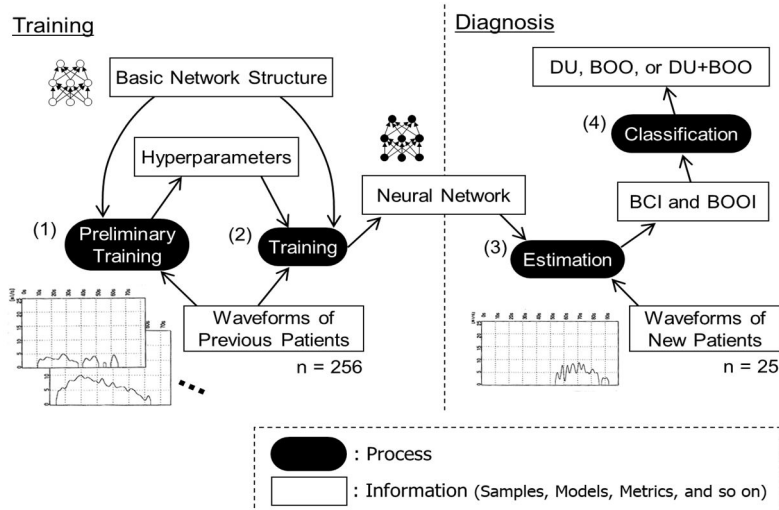 Training
Diagnosis
Basic Network Structure
DU, BOO, or DU+BOO
(4)
Classification
Hyperparameters
Neural Network
BCI and BOOI
(1)
Preliminary
Training
(2)
Training
(3)
Estimation
Waveforms of
Previous Patients
n = 256
Waveforms of
New Patients
n = 25
: Process
: Information (Samples, Models, Metrics, and so on)